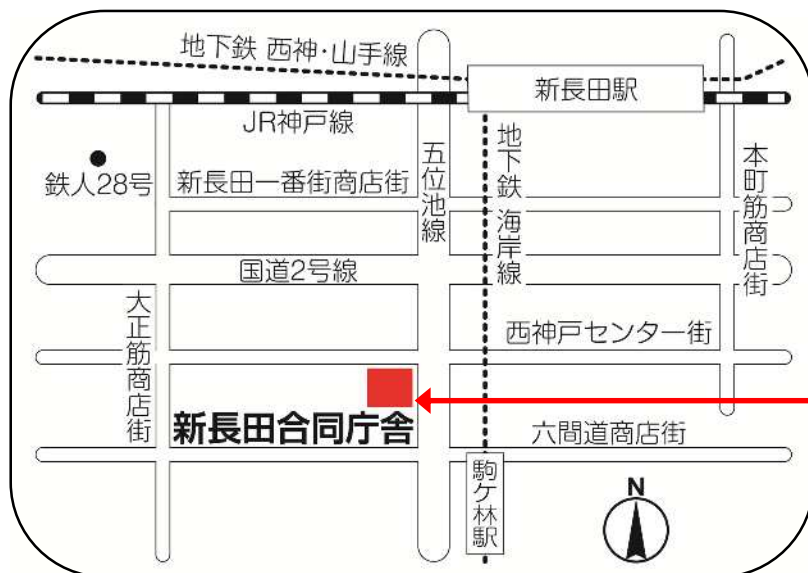 地下鉄 西神・山手線
新長田駅
JR神戸線
鉄人28号
新長田一番街商店街
五位池線
地下鉄 海岸線
本町筋商店街
国道2号線
大正筋商店街
西神戸センター街
新長田合同庁舎
六間道商店街
駒ケ林駅
N